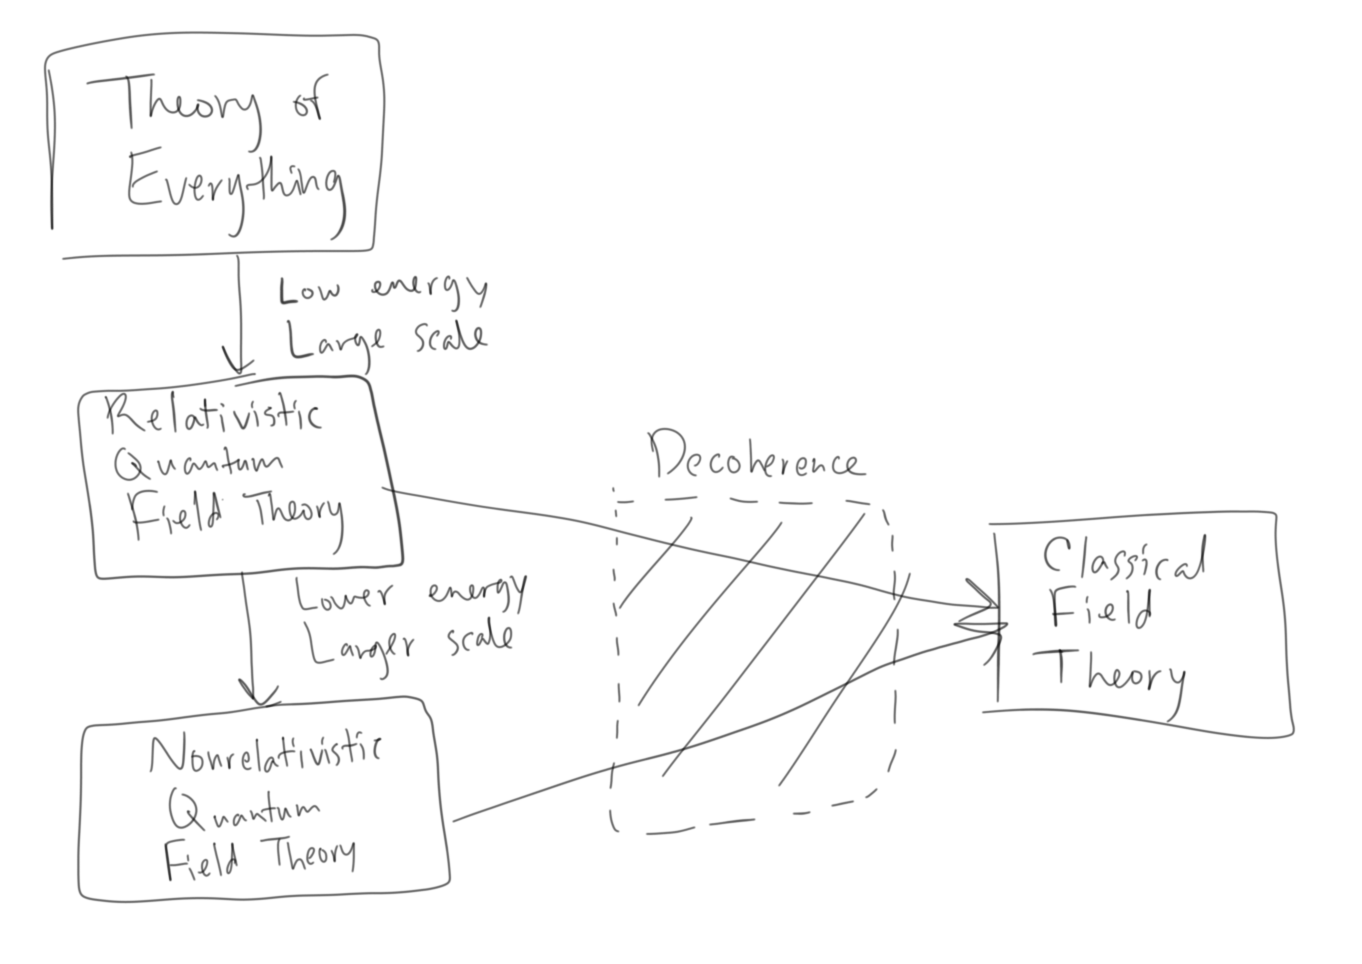 Theory of
Everything
Low energy
Large scale
Relativistic
Quantum
Field Theory
Decoherence
Classical
Field
Theory
Lower energy
Larger scale
Nonrelativistic
Quantum
Field Theory